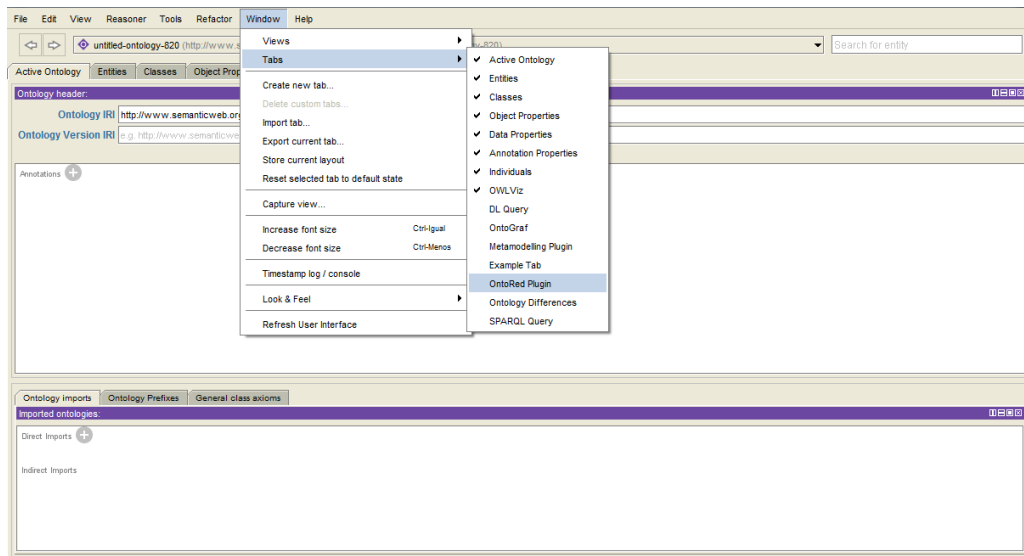 File Edit View Reasoner Tools Refactor Window Help
untitled-ontology-820 (http://www.s
y-820)
Search for entity
Active Ontology Entities Classes Object Prop
Ontology header:
Ontology IRI http://www.semanticweb.org
Ontology Version IRI e.g. http://www.semanticwe
Annotations
Views
Tabs
Create new tab...
Delete custom tabs...
Import tab...
Export current tab...
Store current layout
Reset selected tab to default state
Capture view...
Increase font size Ctrl-Igual
Decrease font size Ctrl-Menos
Timestamp log / console
Look & Feel
Refresh User Interface
Active Ontology
Entities
Classes
Object Properties
Data Properties
Annotation Properties
Individuals
OWLViz
DL Query
OntoGraf
Metamodelling Plugin
Example Tab
OntoRed Plugin
Ontology Differences
SPARQL Query
Ontology imports Ontology Prefixes General class axioms
Imported ontologies:
Direct Imports
Indirect Imports